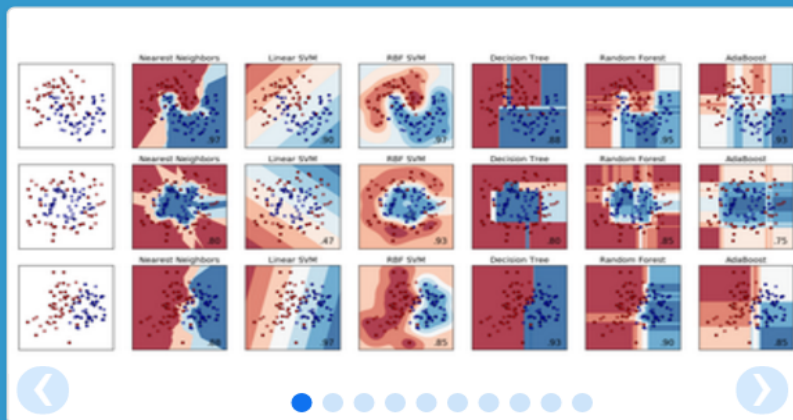 Nearest Neighbors Linear SVM RBF SVM Decision Tree Random Forest AdaBoost
.97 .90 .97 .88 .95 .93
Nearest Neighbors Linear SVM RBF SVM Decision Tree Random Forest AdaBoost
.80 .47 .93 .80 .85 .75
Nearest Neighbors Linear SVM RBF SVM Decision Tree Random Forest AdaBoost
.88 .97 .85 .93 .90 .85